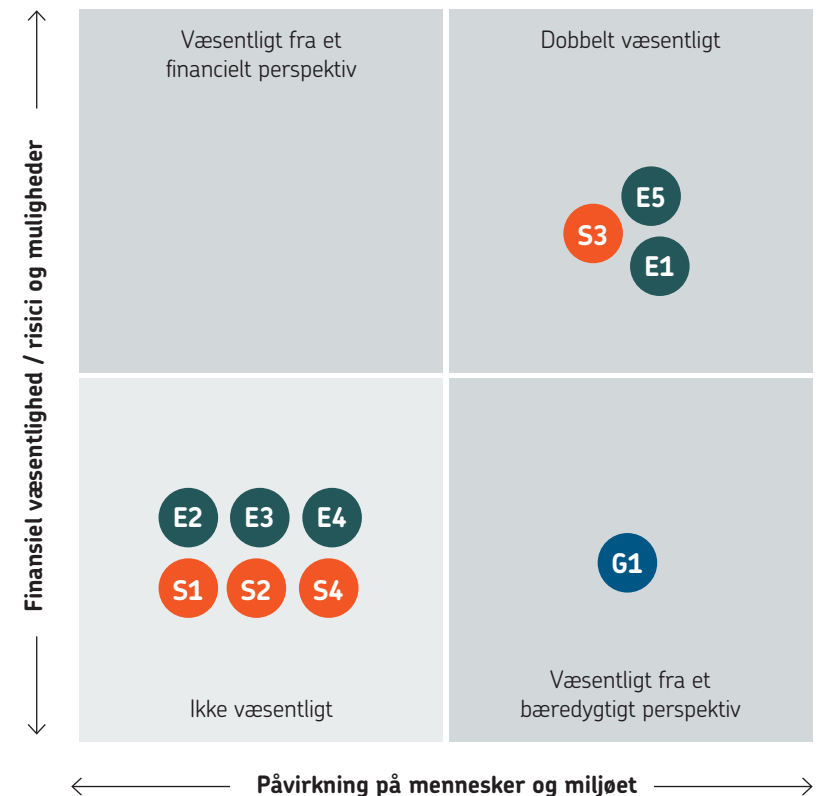 Finansiel væsentlighed / risici og muligheder
Væsentligt fra et
financielt perspektiv
Dobbelt væsentligt
E5
S3
E1
E2 E3 E4
S1 S2 S4
Ikke væsentligt
G1
Væsentligt fra et
bæredygtigt perspektiv
Påvirkning på mennesker og miljøet